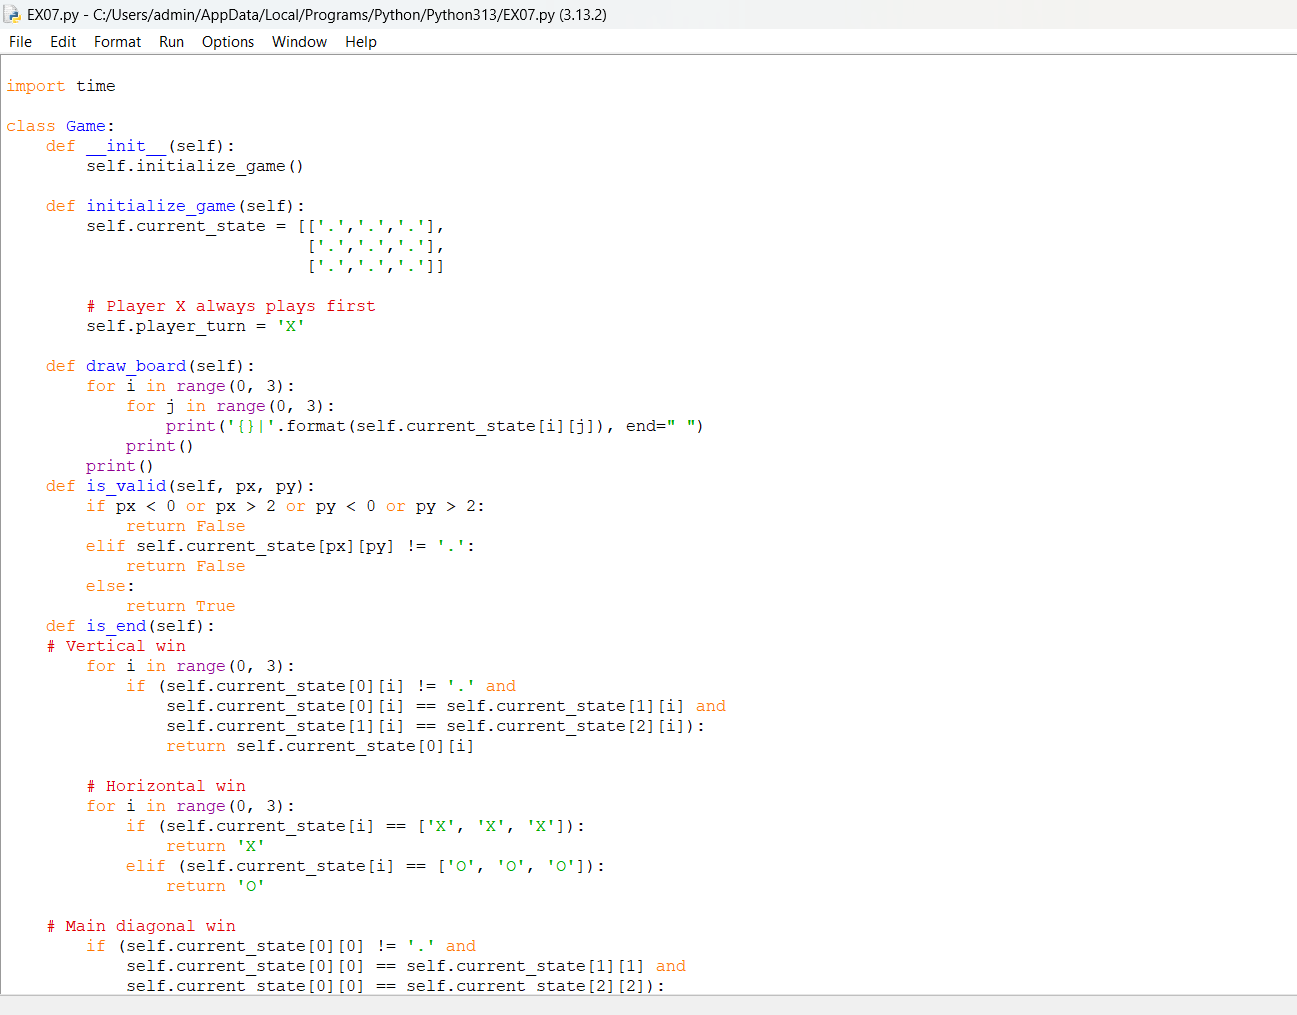 EX07.py - C:/Users/admin/AppData/Local/Programs/Python/Python313/EX07.py (3.13.2)
File Edit Format Run Options Window Help
import time
class Game:
    def __init__(self):
        self.initialize_game()
    def initialize_game(self):
        self.current_state = [['.','.','.'],
                              ['.','.','.'],
                              ['.','.','.']]
        # Player X always plays first
        self.player_turn = 'X'
    def draw_board(self):
        for i in range(0, 3):
            for j in range(0, 3):
                print('{}|'.format(self.current_state[i][j]), end=" ")
            print()
        print()
    def is_valid(self, px, py):
        if px < 0 or px > 2 or py < 0 or py > 2:
            return False
        elif self.current_state[px][py] != '.':
            return False
        else:
            return True
    def is_end(self):
    # Vertical win
        for i in range(0, 3):
            if (self.current_state[0][i] != '.' and
                self.current_state[0][i] == self.current_state[1][i] and
                self.current_state[1][i] == self.current_state[2][i]):
                return self.current_state[0][i]
        # Horizontal win
        for i in range(0, 3):
            if (self.current_state[i] == ['X', 'X', 'X']):
                return 'X'
            elif (self.current_state[i] == ['O', 'O', 'O']):
                return 'O'
    # Main diagonal win
        if (self.current_state[0][0] != '.' and
            self.current_state[0][0] == self.current_state[1][1] and
            self.current_state[0][0] == self.current_state[2][2]):